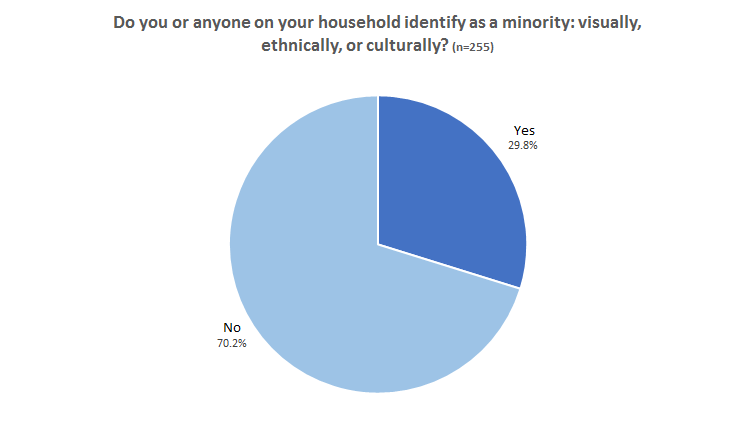 Do you or anyone on your household identify as a minority: visually,
ethnically, or culturally? (n=255)
Yes
29.8%
No
70.2%